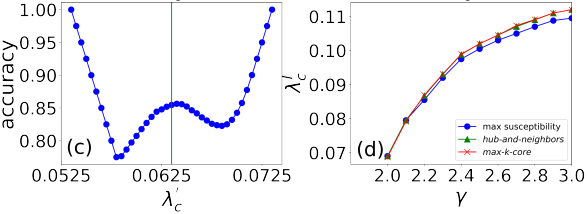 1.00
0.95
0.90
0.85
0.80
accuracy
(c)
0.0525
0.0625
0.0725
λ'c
0.11
0.10
0.09
0.08
0.07
λ'c
max susceptibility
hub-and-neighbors
max-k-core
(d)
2.0
2.2
2.4
2.6
2.8
3.0
γ